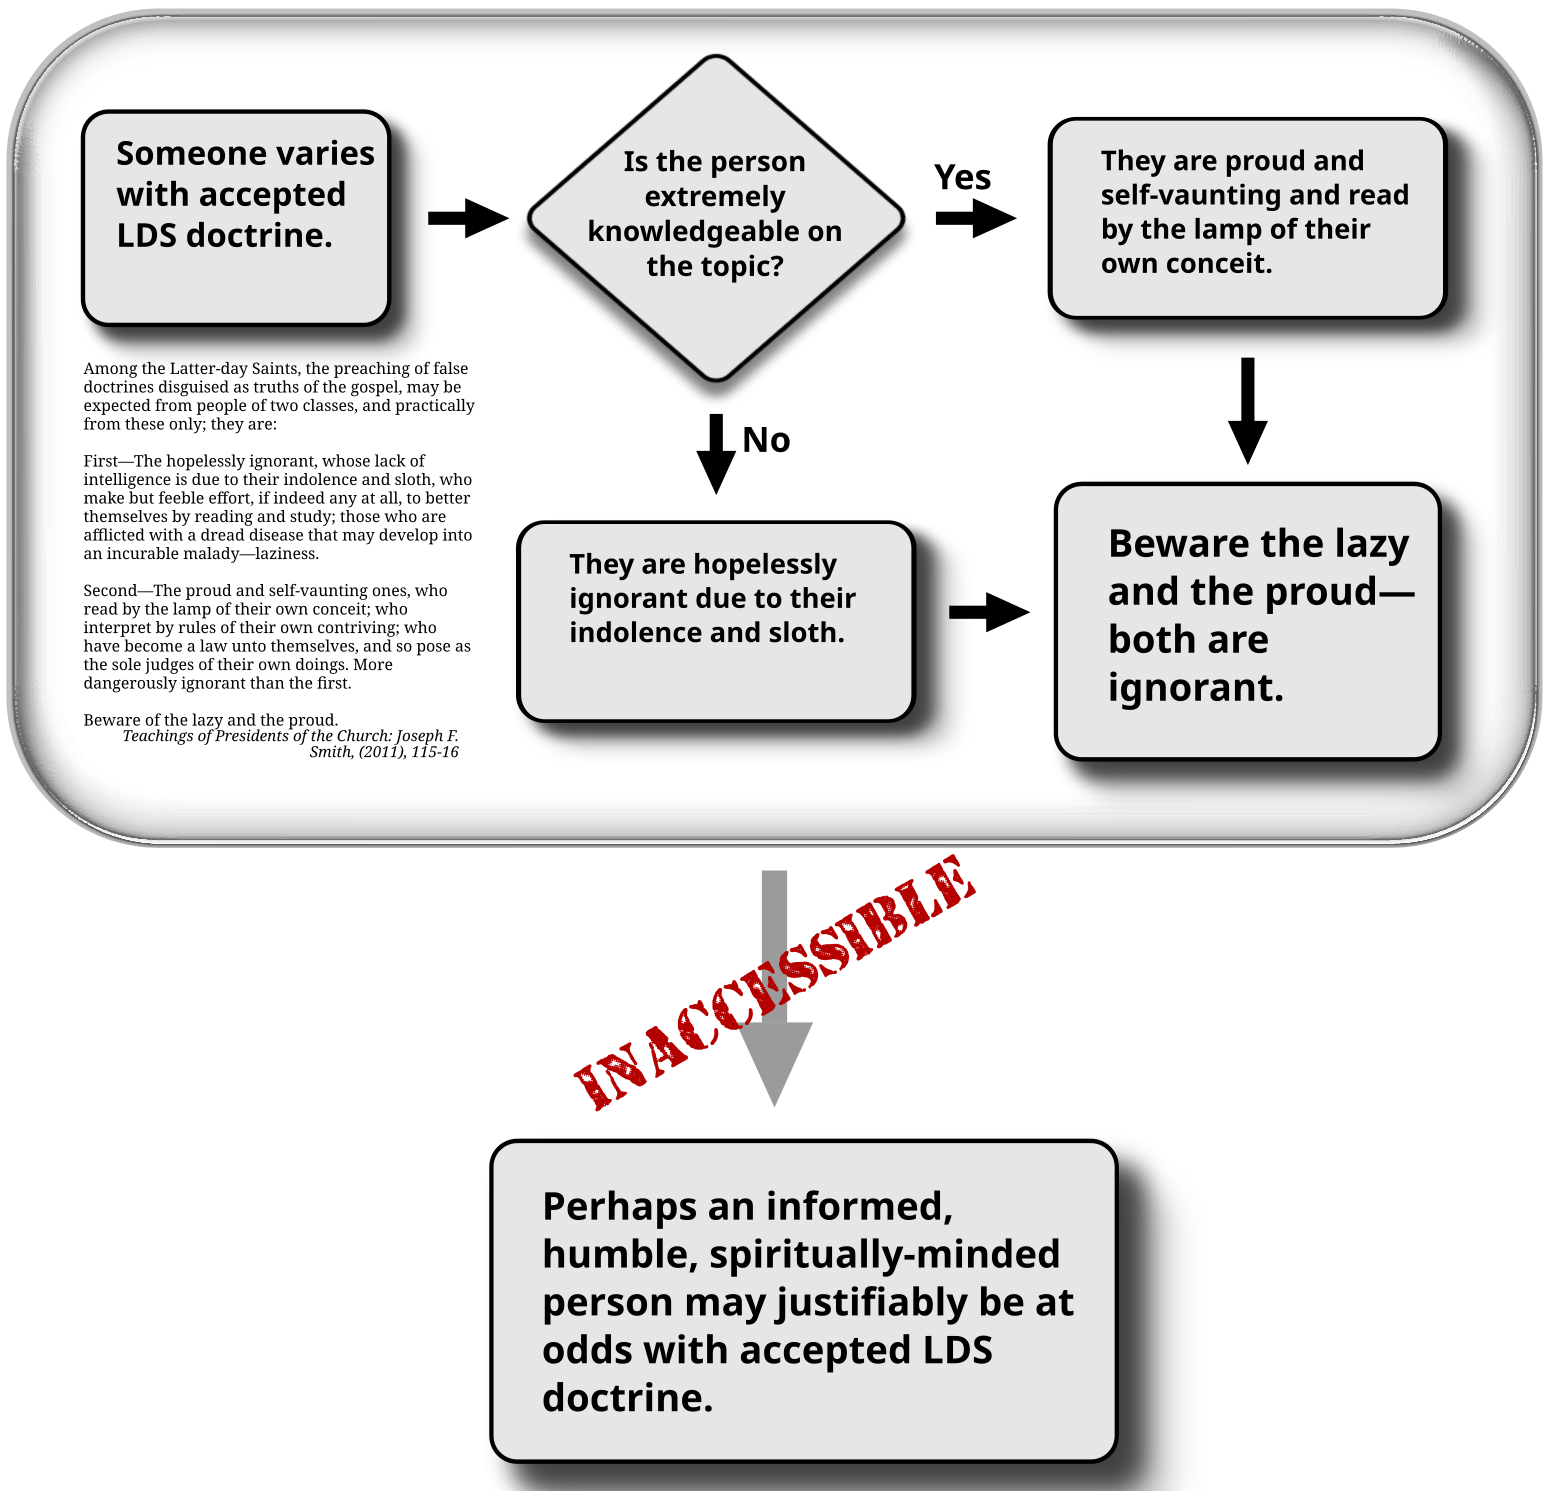 Someone varies
with accepted
LDS doctrine.
Is the person
extremely
knowledgeable on
the topic?
Yes
They are proud and
self-vaunting and read
by the lamp of their
own conceit.
Among the Latter-day Saints, the preaching of false
doctrines disguised as truths of the gospel, may be
expected from people of two classes, and practically
from these only; they are:
First—The hopelessly ignorant, whose lack of
intelligence is due to their indolence and sloth, who
make but feeble effort, if indeed any at all, to better
themselves by reading and study; those who are
afflicted with a dread disease that may develop into
an incurable malady—laziness.
Second—The proud and self-vaunting ones, who
read by the lamp of their own conceit; who
interpret by rules of their own contriving; who
have become a law unto themselves, and so pose as
the sole judges of their own doings. More
dangerously ignorant than the first.
Beware of the lazy and the proud.
Teachings of Presidents of the Church: Joseph F.
Smith, (2011), 115-16
No
They are hopelessly
ignorant due to their
indolence and sloth.
Beware the lazy
and the proud—
both are
ignorant.
INACCESSIBLE
Perhaps an informed,
humble, spiritually-minded
person may justifiably be at
odds with accepted LDS
doctrine.